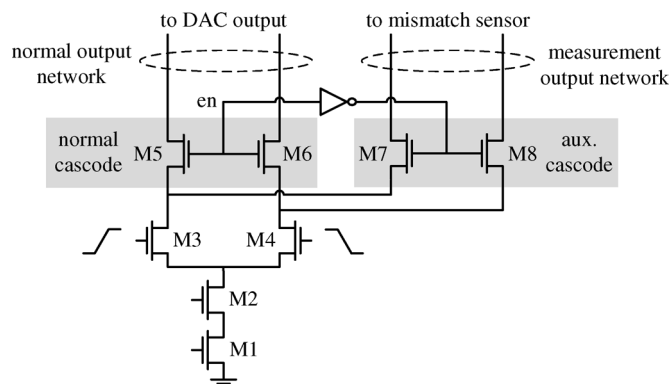 to DAC output
to mismatch sensor
normal output
network
measurement
output network
en
normal
cascode
M5
M6
M7
M8
aux.
cascode
M3
M4
M2
M1